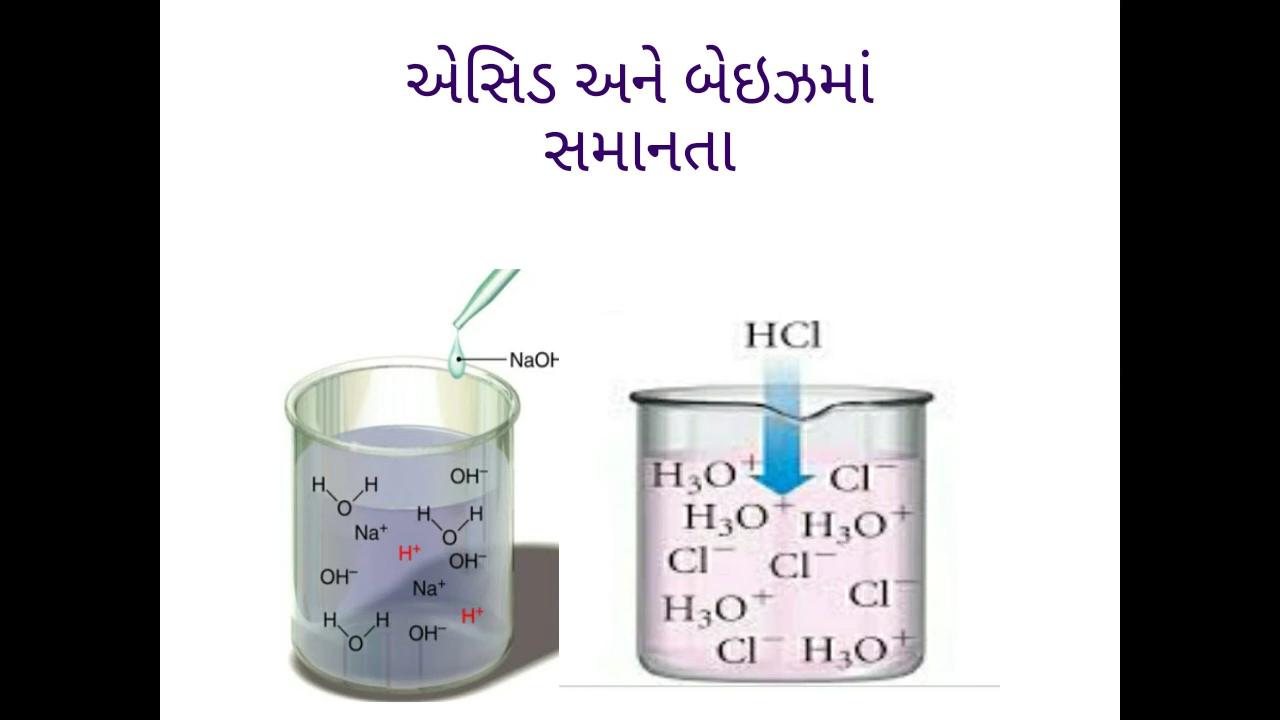 એસિડ અને બેઇઝમાં
સમાનતા
NaOH
H H
O
OH⁻
Na⁺
H H
O
H⁺
OH⁻
OH⁻
Na⁺
H H
O
OH⁻
H⁺
HCl
H₃O⁺ Cl⁻
H₃O⁺ H₃O⁺
Cl⁻ Cl⁻
Cl⁻
H₃O⁺
Cl⁻ H₃O⁺